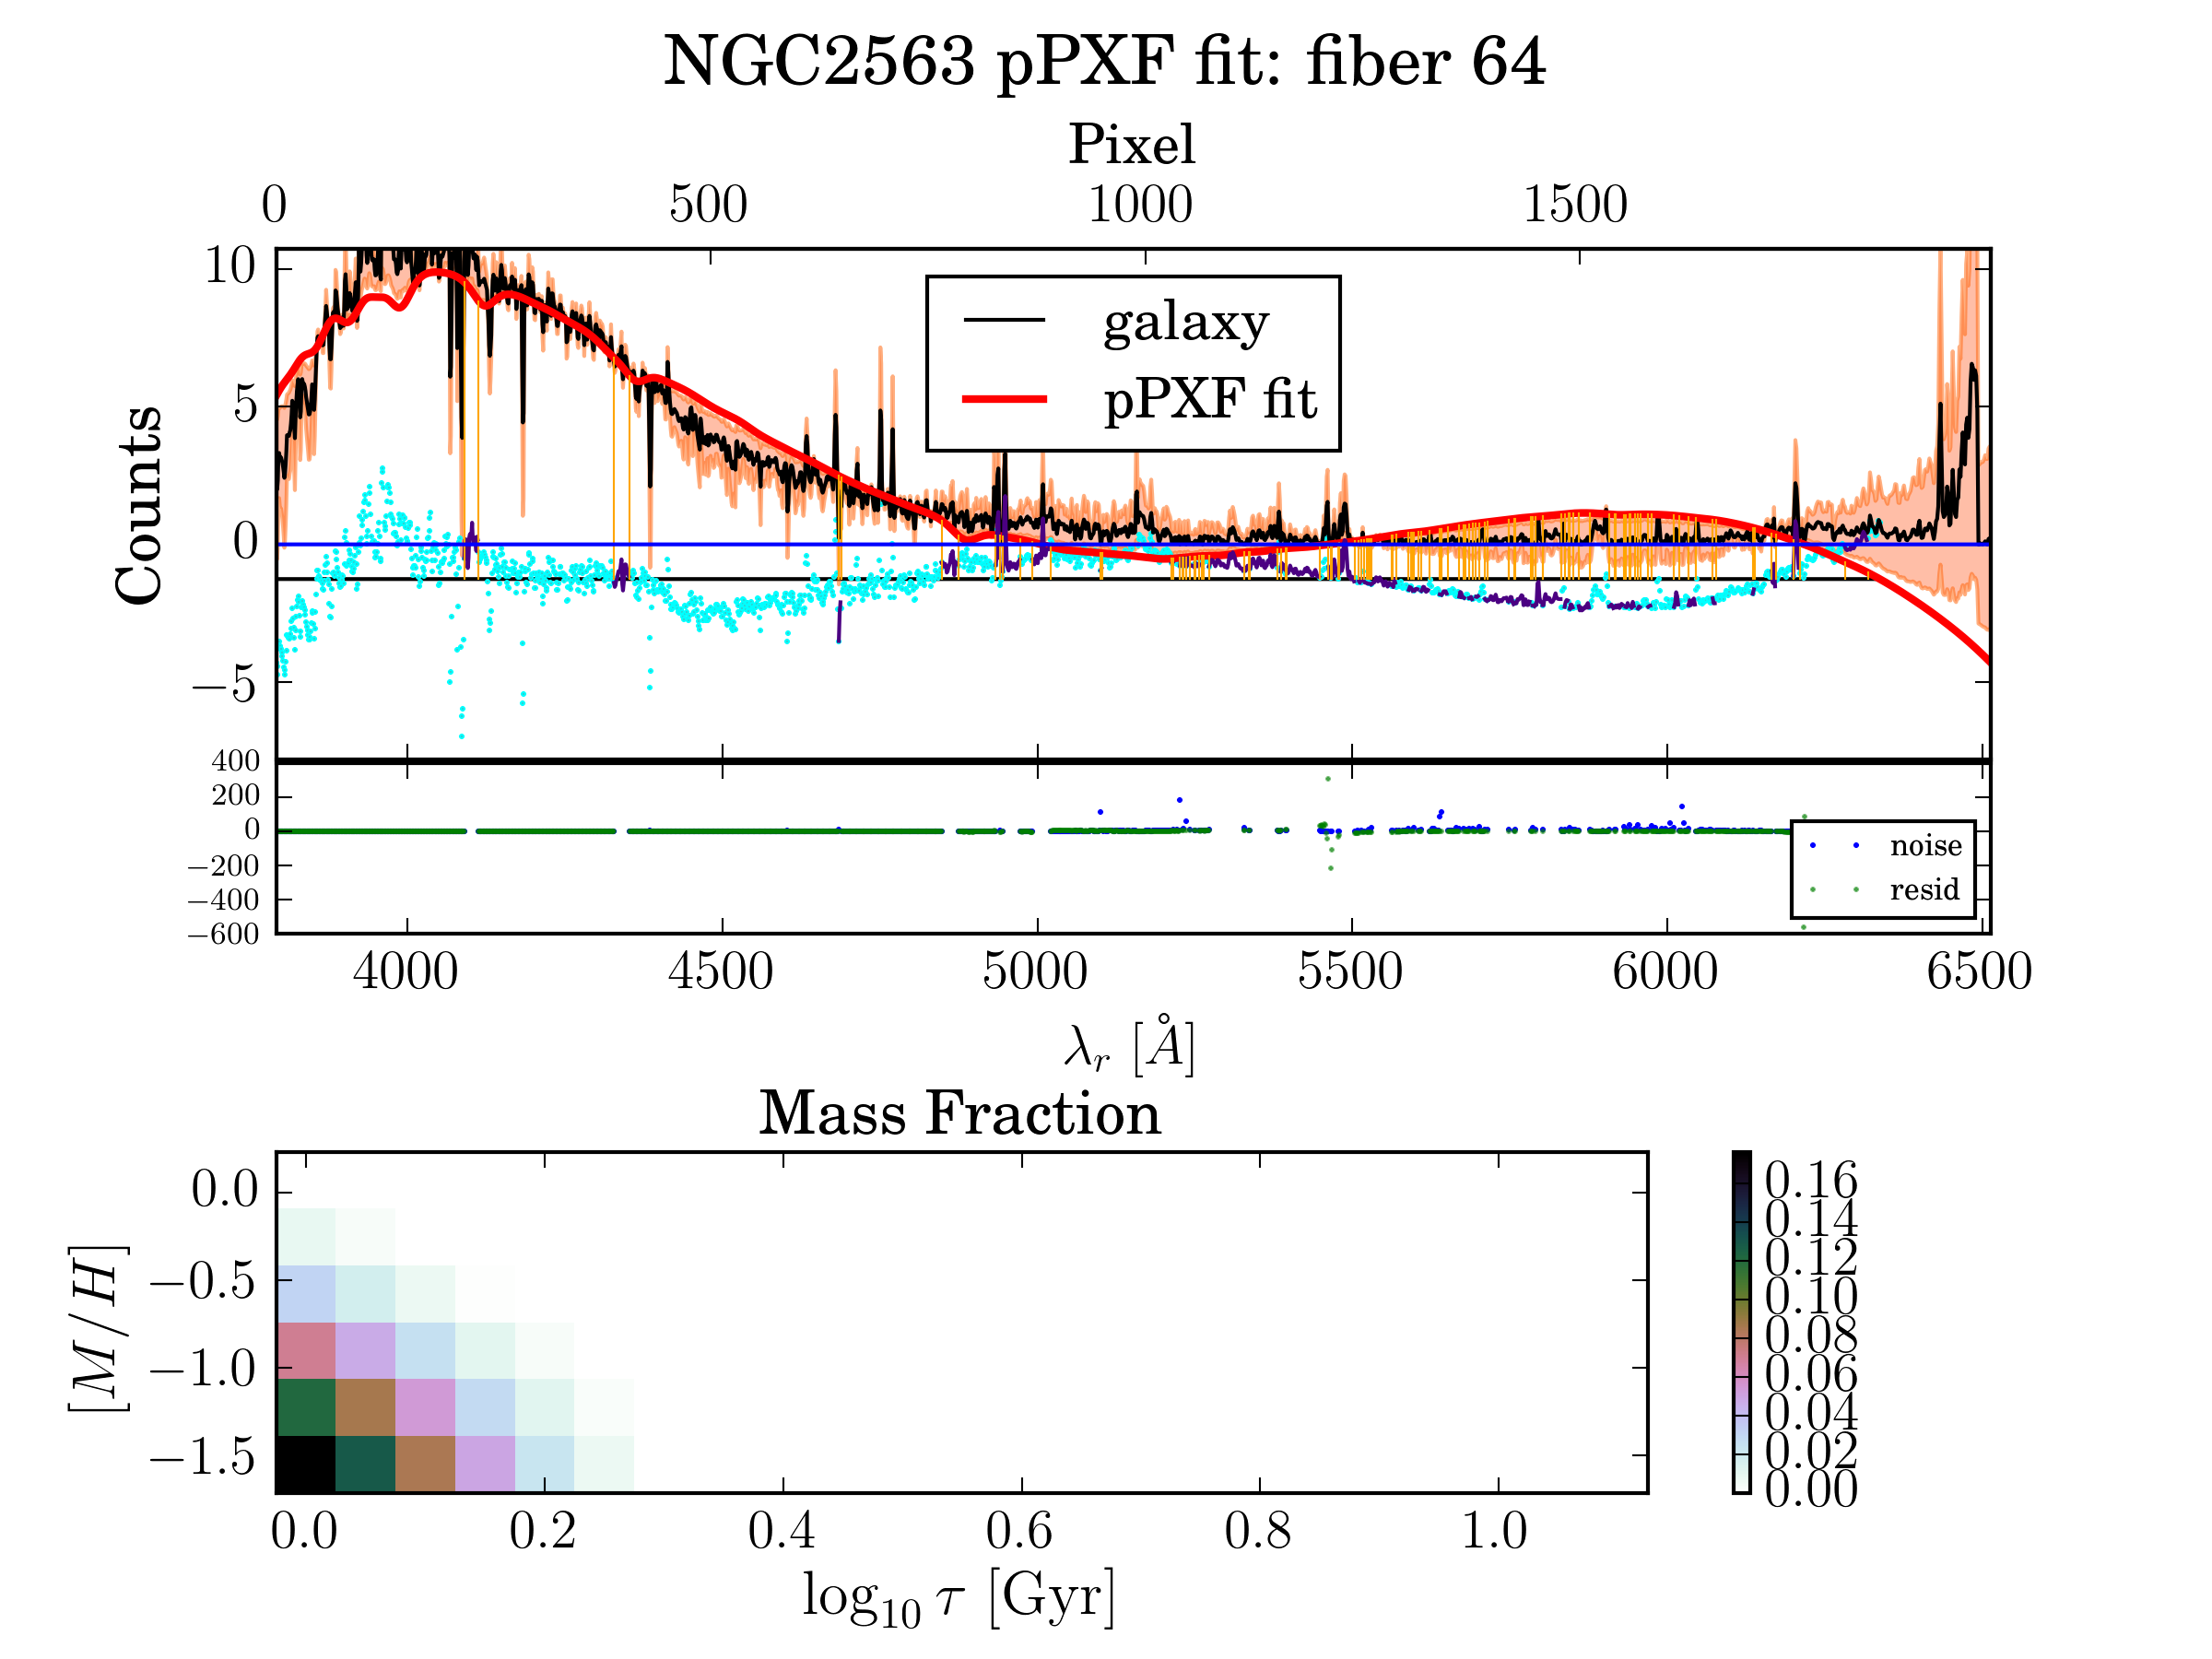 NGC2563 pPXF fit: fiber 64
Pixel
0 500 1000 1500
10
5
0
−5
Counts
galaxy
pPXF fit
400
200
0
−200
−400
−600
noise
resid
4000 4500 5000 5500 6000 6500
λr [Å]
Mass Fraction
0.0
−0.5
−1.0
−1.5
[M/H]
0.0 0.2 0.4 0.6 0.8 1.0
log10 τ [Gyr]
0.16
0.14
0.12
0.10
0.08
0.06
0.04
0.02
0.00